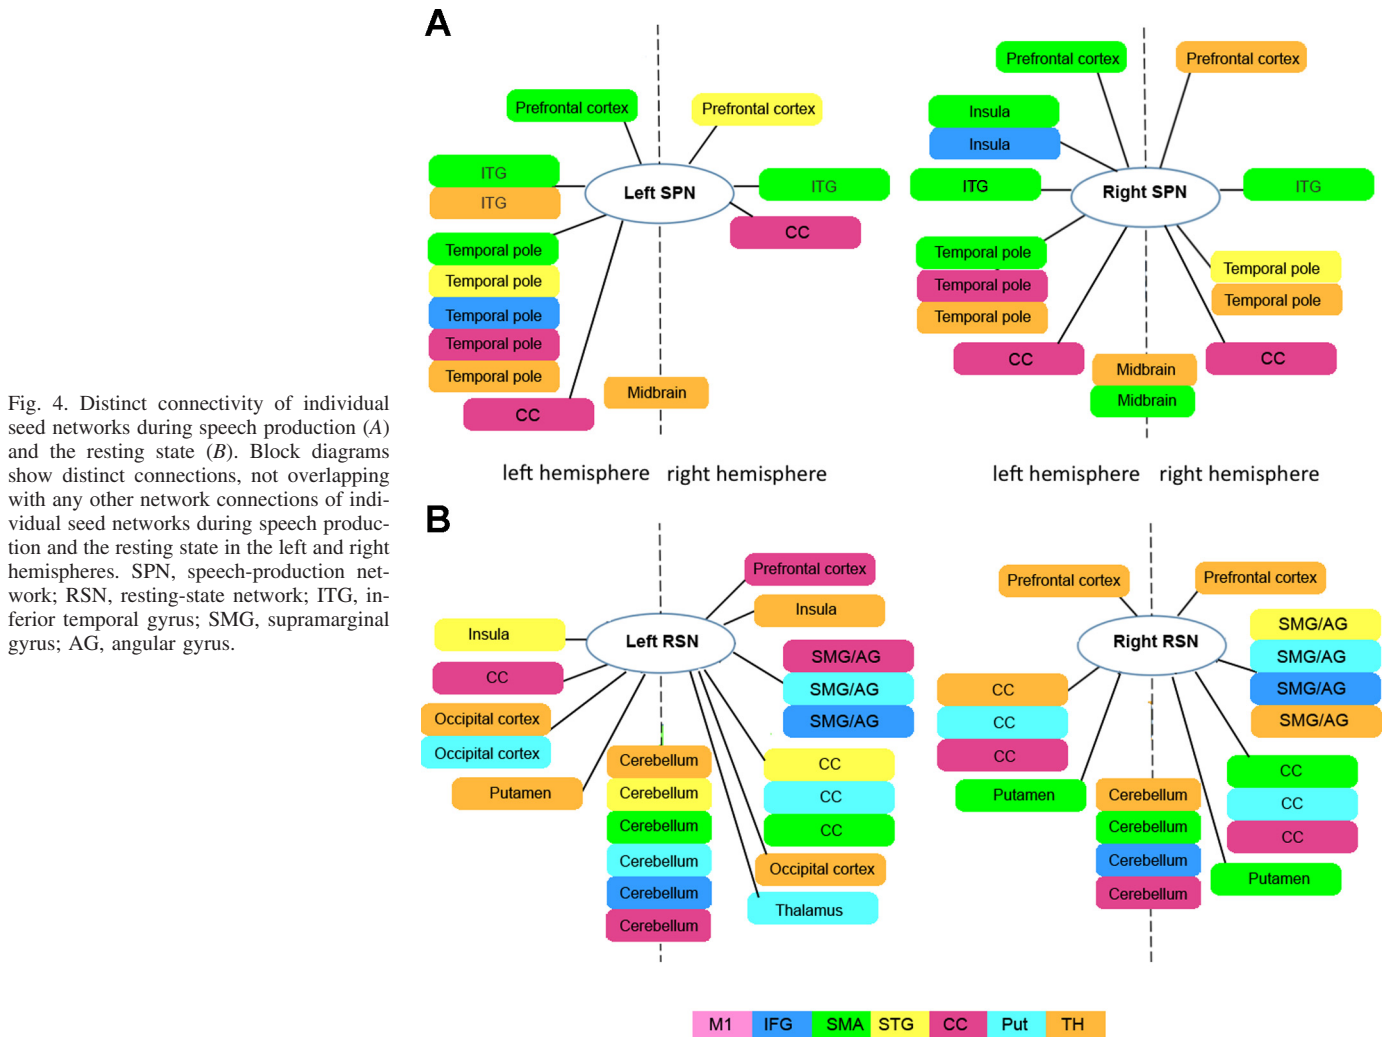 Fig. 4. Distinct connectivity of individual
seed networks during speech production (A)
and the resting state (B). Block diagrams
show distinct connections, not overlapping
with any other network connections of indi-
vidual seed networks during speech produc-
tion and the resting state in the left and right
hemispheres. SPN, speech-production net-
work; RSN, resting-state network; ITG, in-
ferior temporal gyrus; SMG, supramarginal
gyrus; AG, angular gyrus.
A
Prefrontal cortex
Prefrontal cortex
ITG
ITG
Left SPN
ITG
CC
Temporal pole
Temporal pole
Temporal pole
Temporal pole
Temporal pole
CC
Midbrain
left hemisphere right hemisphere
Prefrontal cortex
Prefrontal cortex
Insula
Insula
ITG
Right SPN
ITG
Temporal pole
Temporal pole
Temporal pole
Temporal pole
Temporal pole
CC
CC
Midbrain
Midbrain
left hemisphere right hemisphere
B
Prefrontal cortex
Insula
Insula
Left RSN
CC
SMG/AG
SMG/AG
SMG/AG
Occipital cortex
Occipital cortex
Putamen
Cerebellum
Cerebellum
Cerebellum
Cerebellum
Cerebellum
Cerebellum
CC
CC
CC
Occipital cortex
Thalamus
Prefrontal cortex
Prefrontal cortex
Right RSN
SMG/AG
SMG/AG
SMG/AG
SMG/AG
CC
CC
CC
Putamen
Cerebellum
Cerebellum
Cerebellum
Cerebellum
CC
CC
CC
Putamen
M1 IFG SMA STG CC Put TH